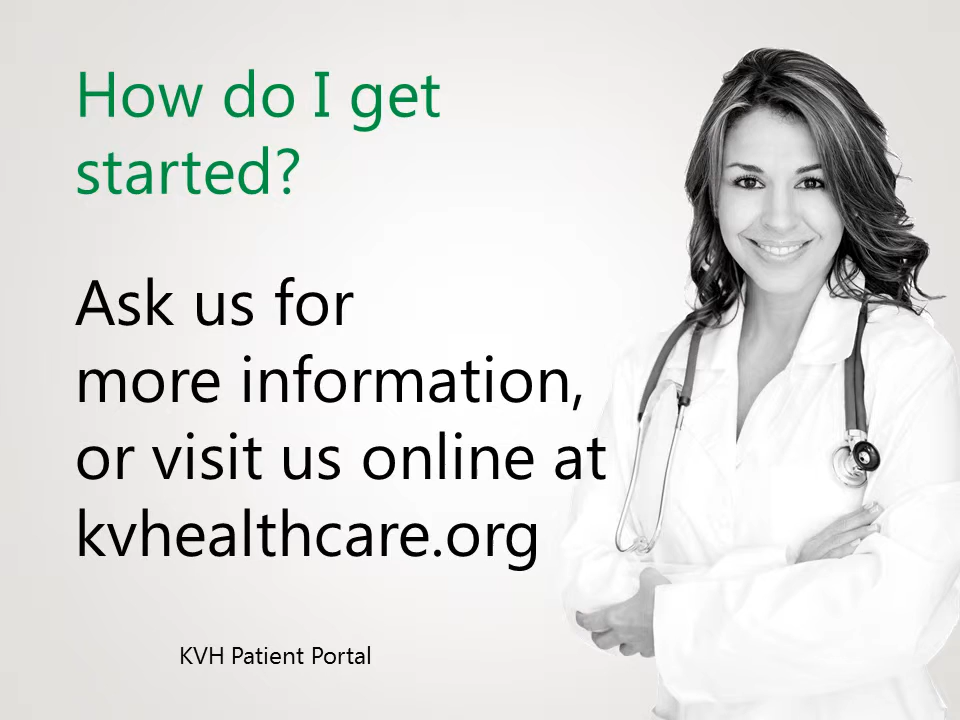 How do I get
started?
Ask us for
more information,
or visit us online at
kvhealthcare.org
KVH Patient Portal